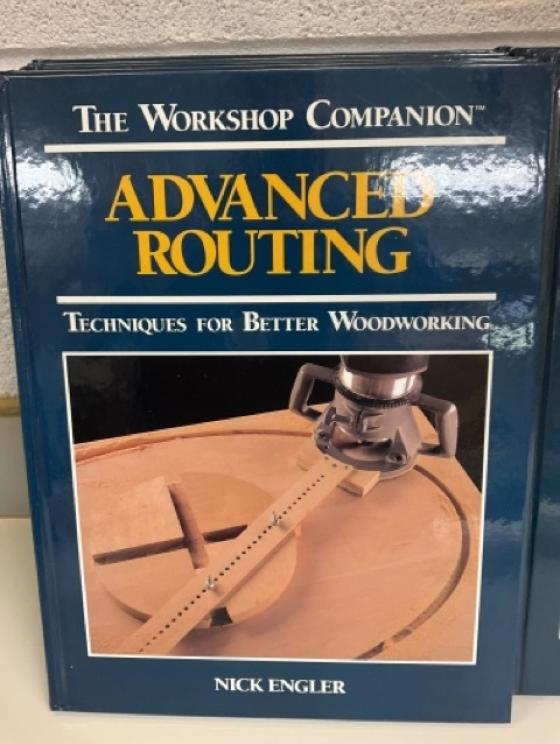 THE WORKSHOP COMPANION™
ADVANCED
ROUTING
TECHNIQUES FOR BETTER WOODWORKING
NICK ENGLER